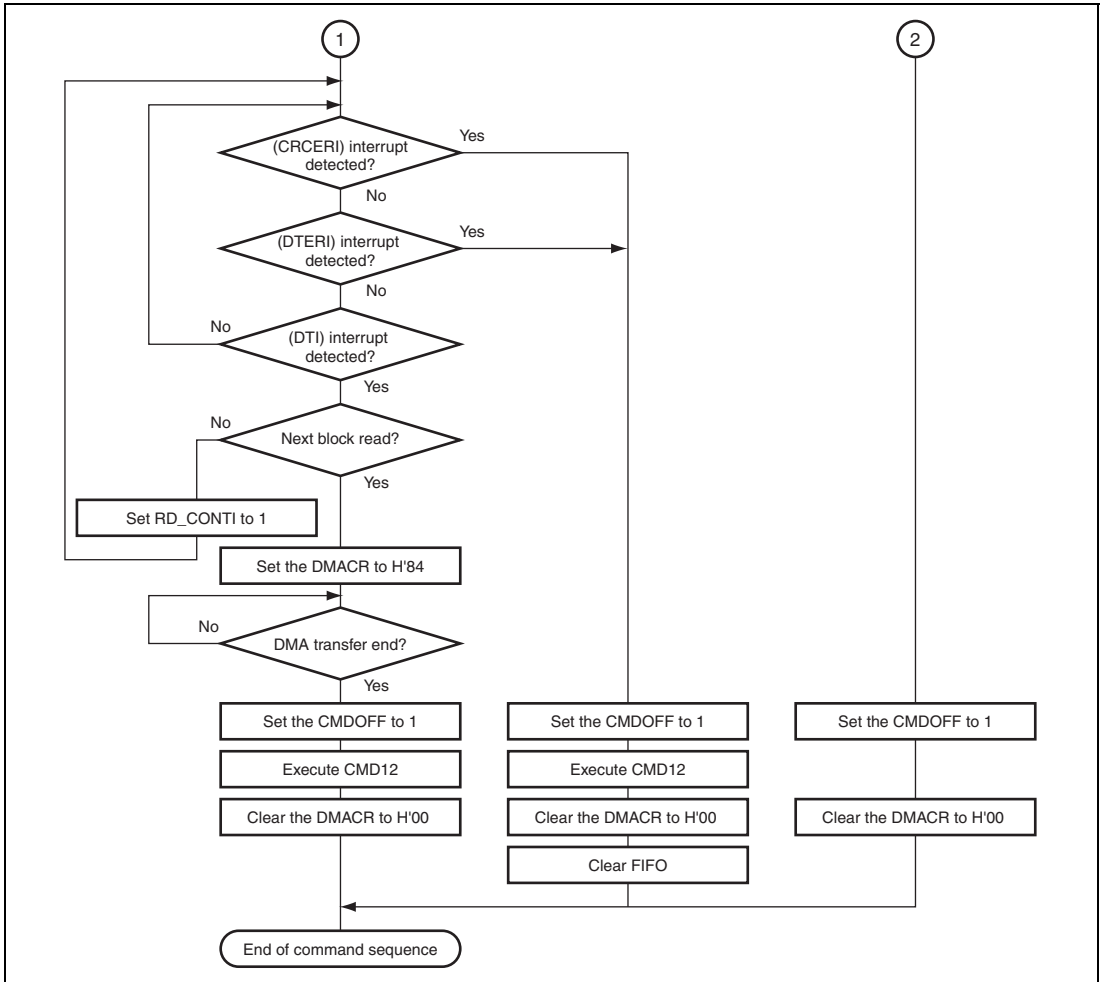 1
2
(CRCERI) interrupt
detected?
Yes
No
(DTERI) interrupt
detected?
Yes
No
(DTI) interrupt
detected?
No
Yes
Next block read?
No
Yes
Set RD_CONTI to 1
Set the DMACR to H'84
DMA transfer end?
No
Yes
Set the CMDOFF to 1
Execute CMD12
Clear the DMACR to H'00
Set the CMDOFF to 1
Execute CMD12
Clear the DMACR to H'00
Clear FIFO
Set the CMDOFF to 1
Clear the DMACR to H'00
End of command sequence